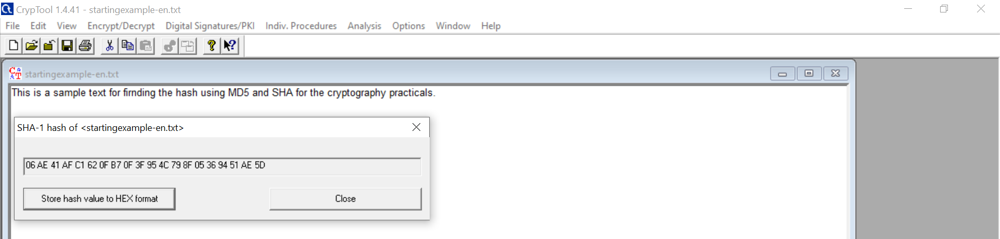 CrypTool 1.4.41 - startingexample-en.txt
File Edit View Encrypt/Decrypt Digital Signatures/PKI Indiv. Procedures Analysis Options Window Help
startingexample-en.txt
This is a sample text for firnding the hash using MD5 and SHA for the cryptography practicals.
SHA-1 hash of <startingexample-en.txt>
06 AE 41 AF C1 62 0F B7 0F 3F 95 4C 79 8F 05 36 94 51 AE 5D
Store hash value to HEX format Close